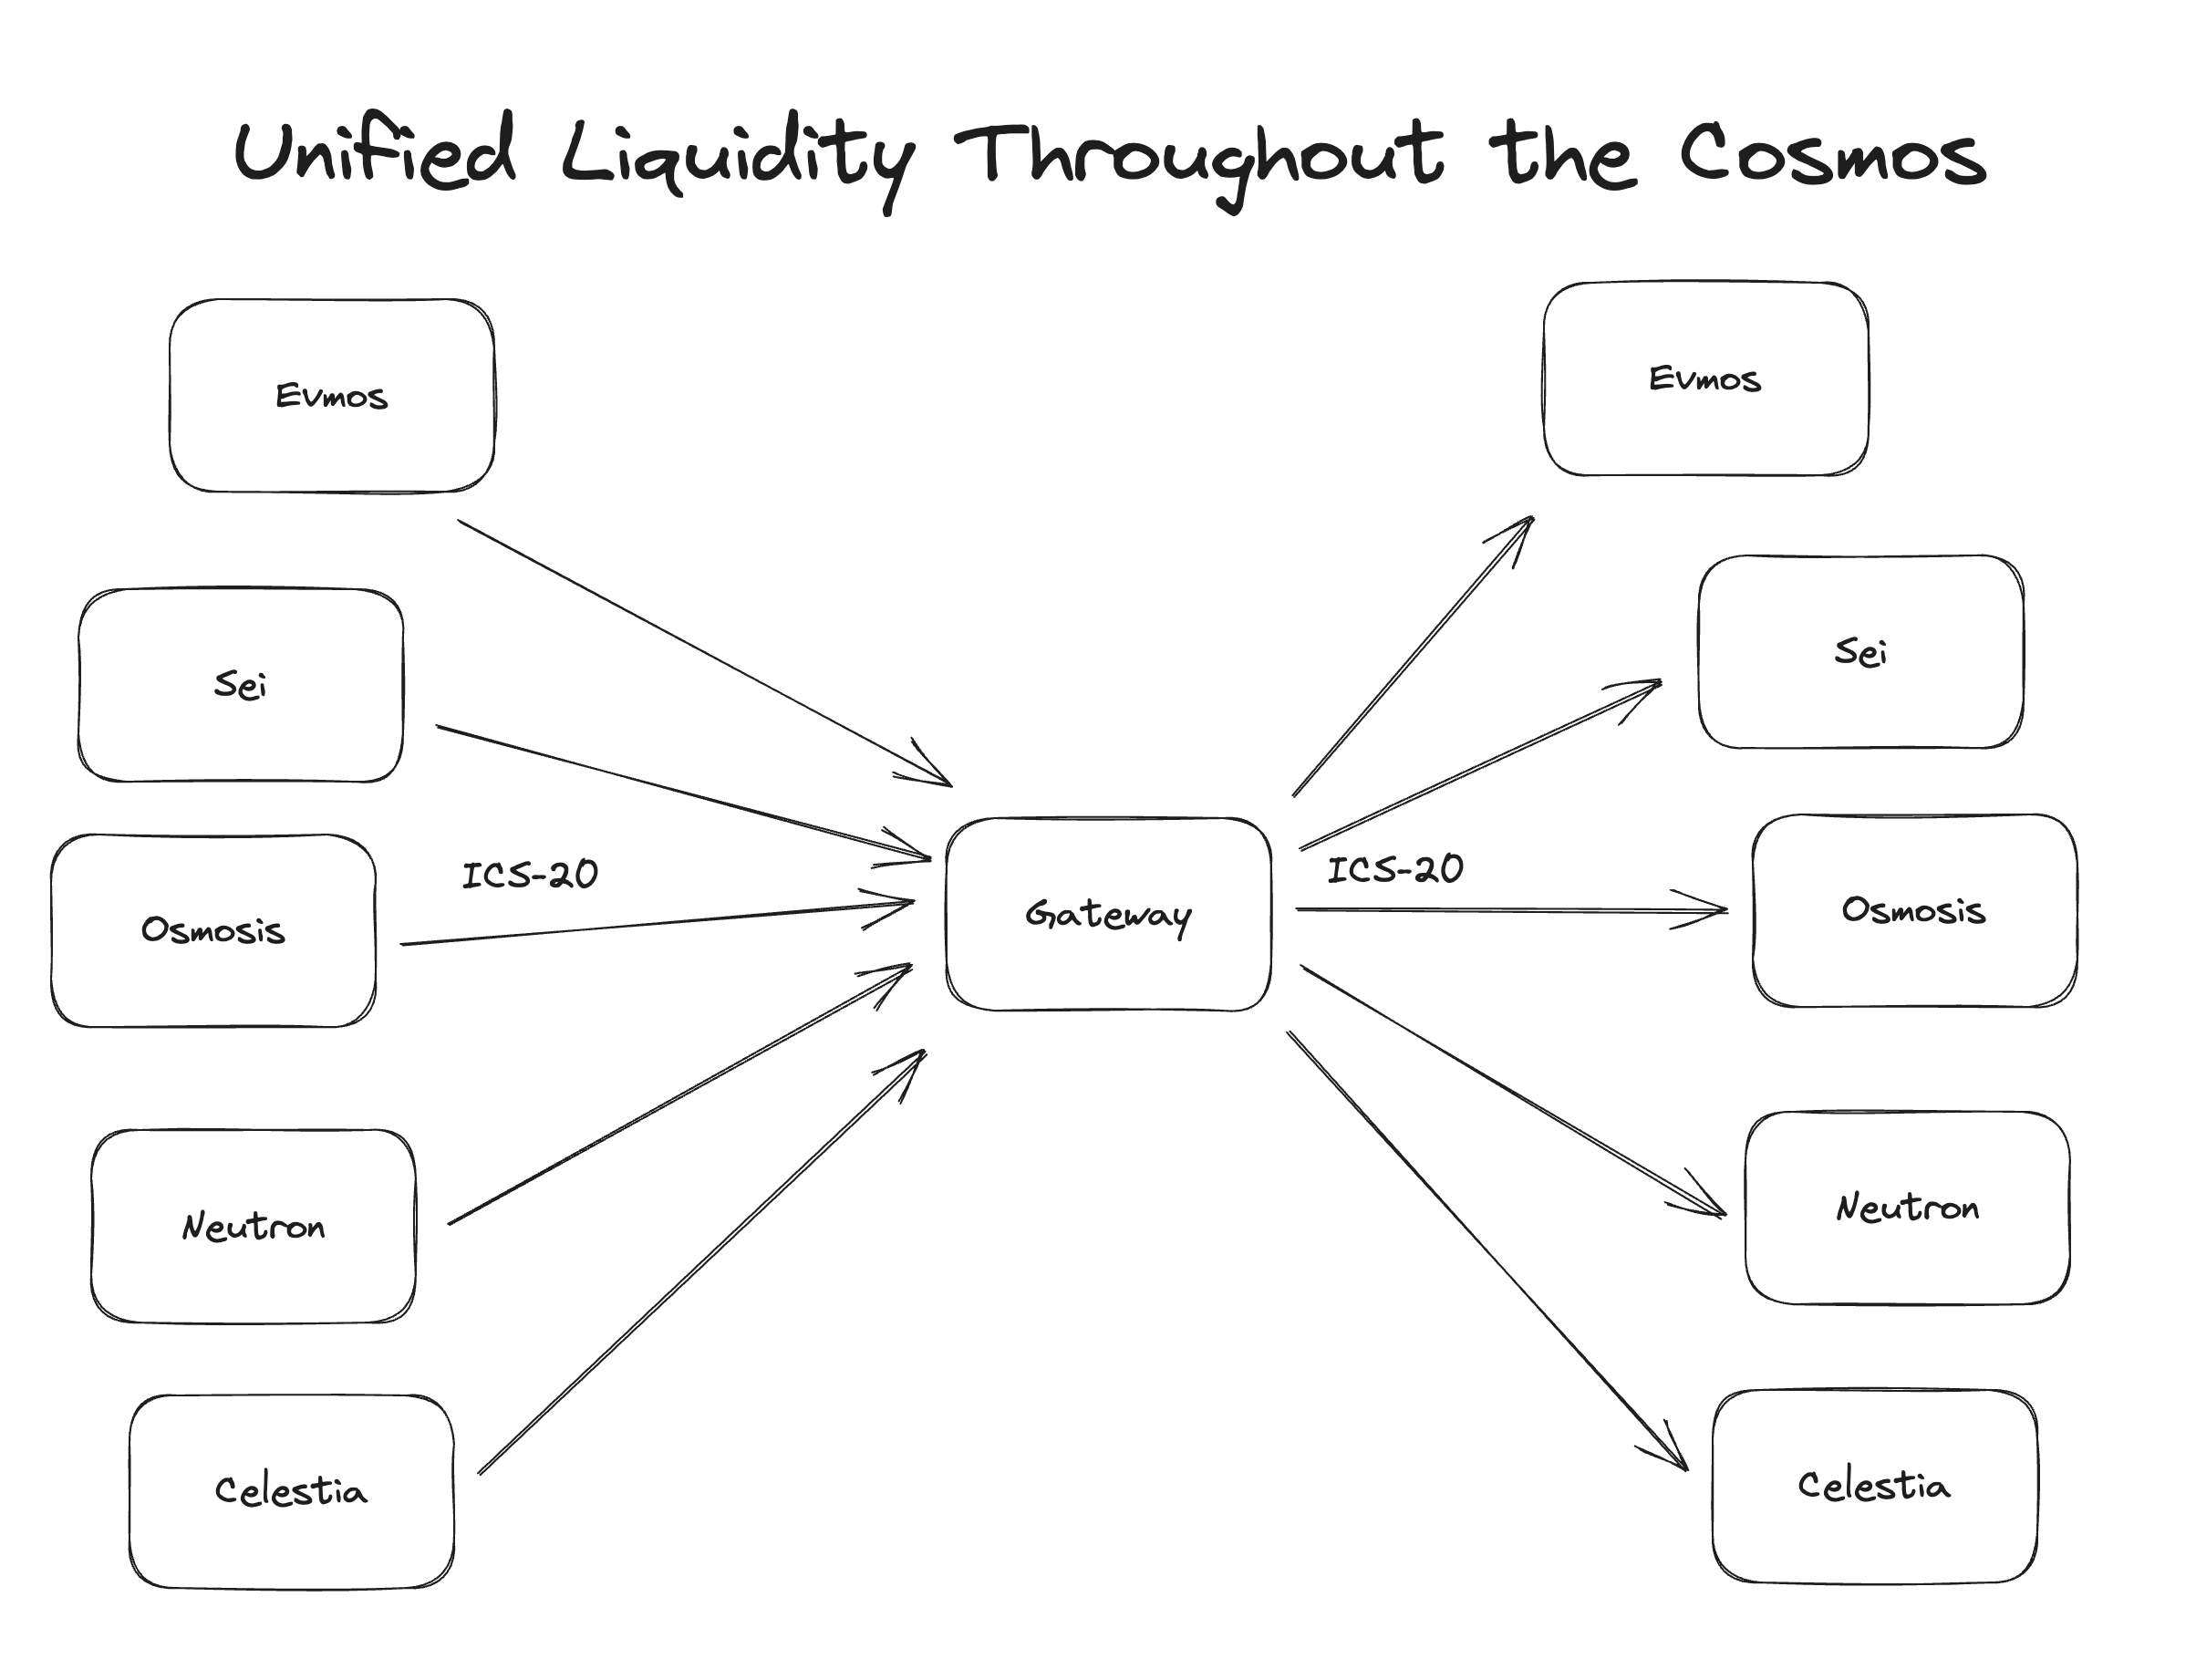 Unified Liquidity Throughout the Cosmos
Evmos
Evmos
Sei
Sei
ICS-20
ICS-20
Osmosis
Gateway
Osmosis
Neutron
Neutron
Celestia
Celestia